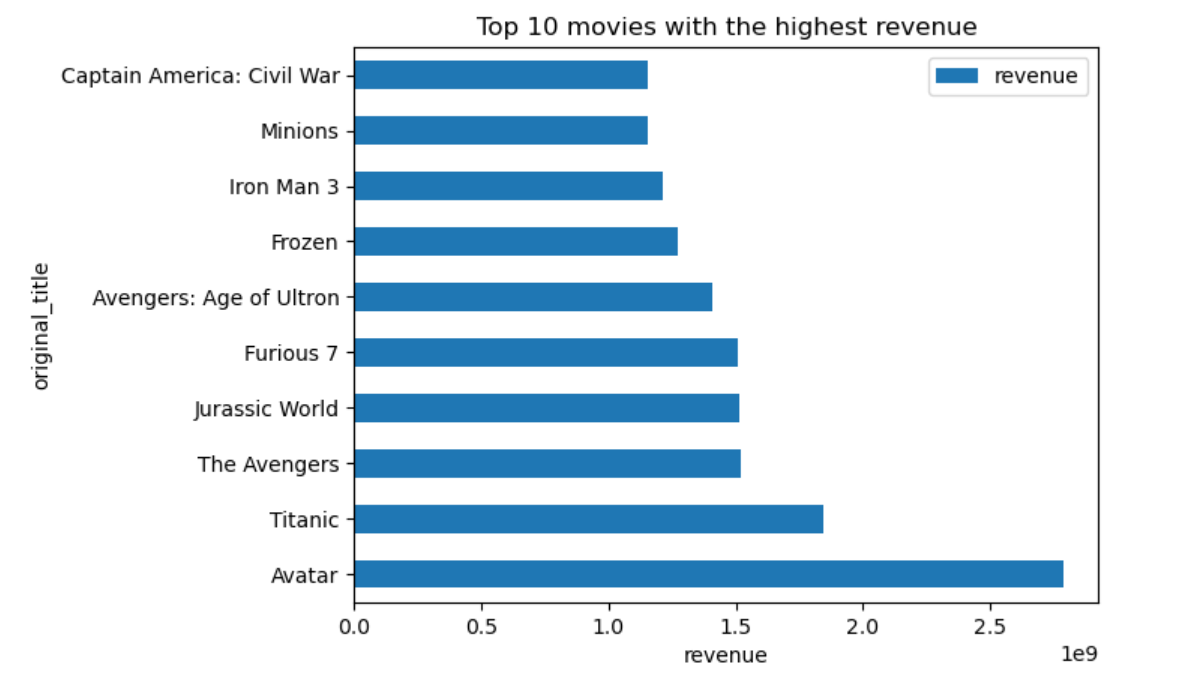 Top 10 movies with the highest revenue
revenue
Captain America: Civil War
Minions
Iron Man 3
Frozen
Avengers: Age of Ultron
Furious 7
Jurassic World
The Avengers
Titanic
Avatar
original_title
0.0 0.5 1.0 1.5 2.0 2.5
revenue
1e9